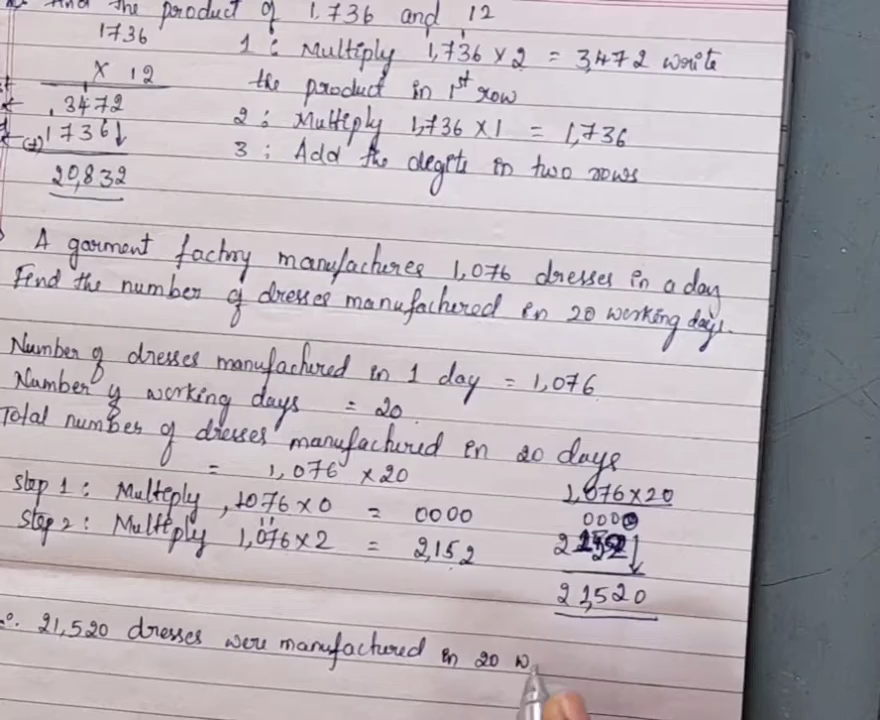 the product of 1,736 and 12
1736
x 12
3472
(+) 1736↓
20,832
1 : Multiply 1,736 x 2 = 3,472 write
the product in 1st row
2 : Multiply 1,736 x 1 = 1,736
3 : Add the degits in two rows
A garment factory manufactures 1,076 dresses in a day
Find the number of dresses manufactured in 20 working days.
Number of dresses manufactured in 1 day = 1,076
Number of working days = 20
Total number of dresses manufactured in 20 days
= 1,076 x 20
Step 1 : Multiply 1076 x 0 = 0000
Step 2 : Multiply 1,076 x 2 = 2,152
1,076 x 20
0000
21,520
∴ 21,520 dresses were manufactured in 20 w